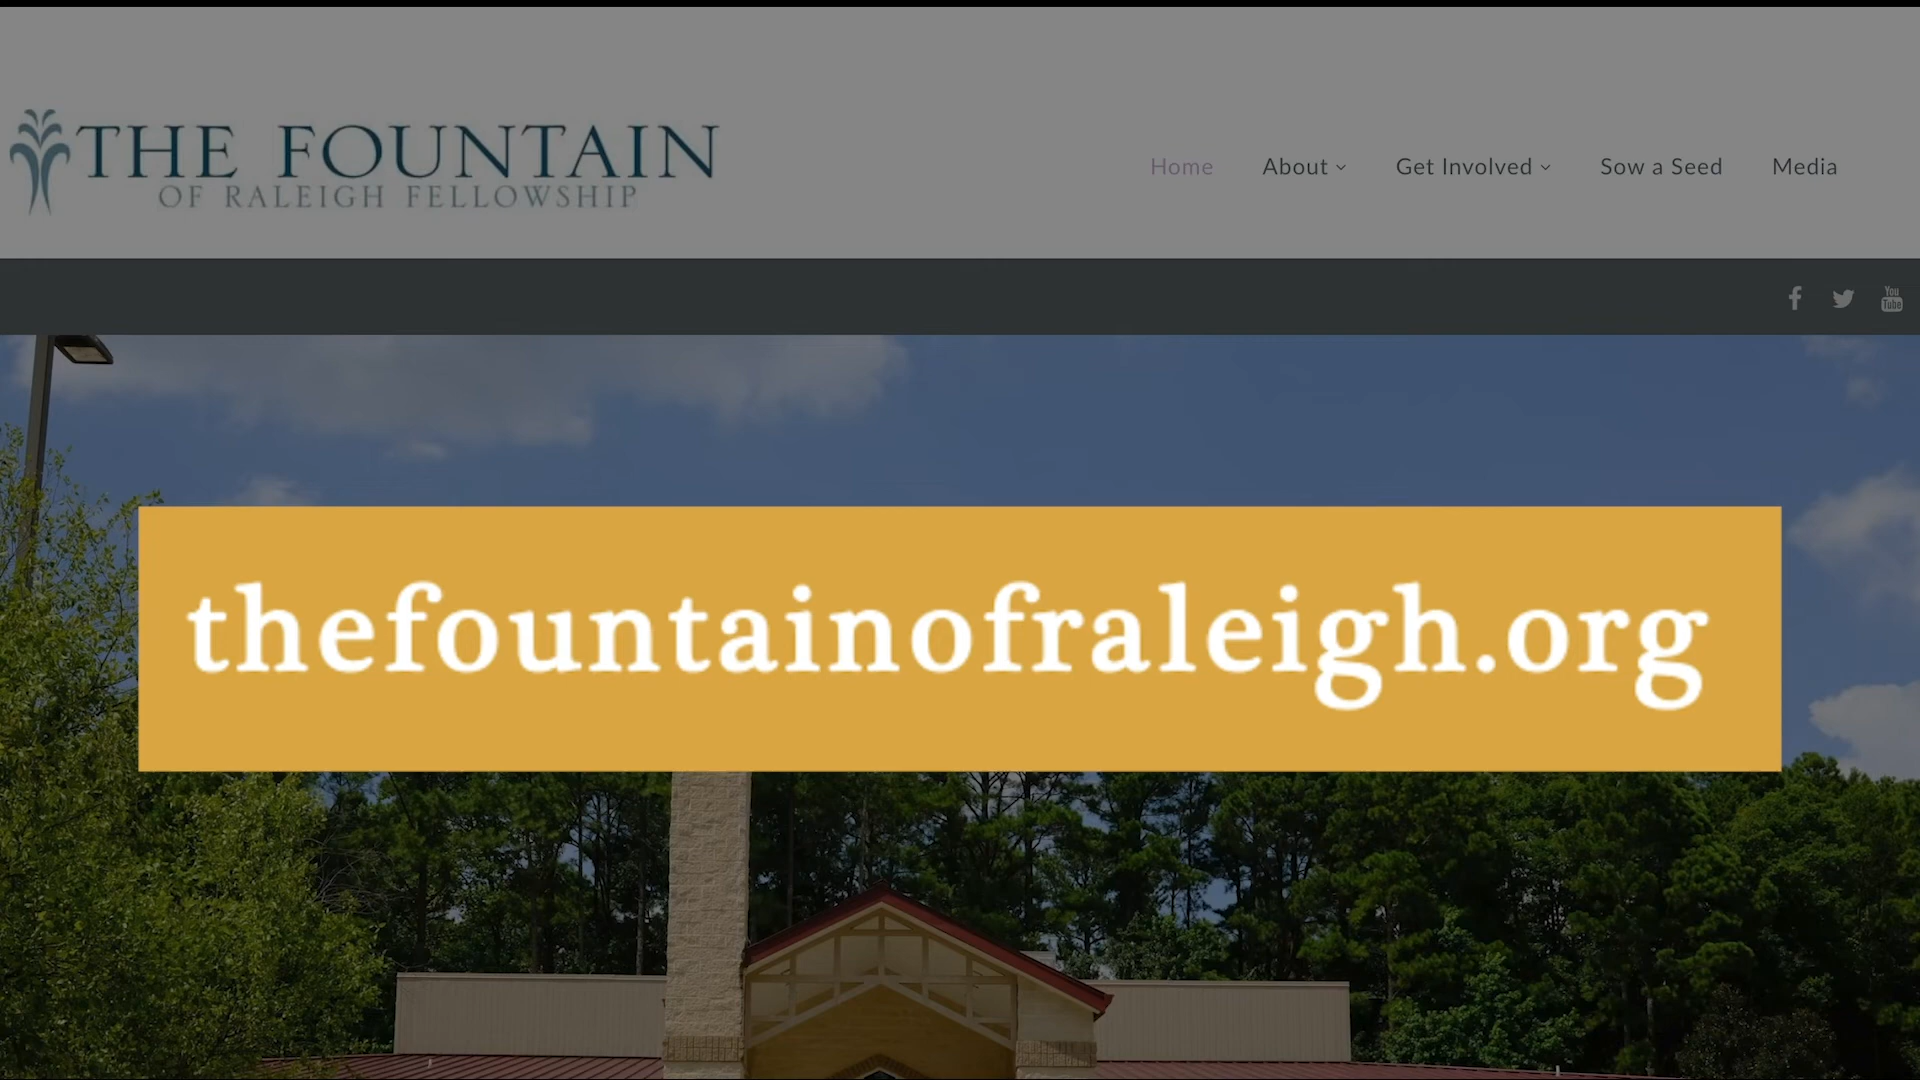 THE FOUNTAIN
OF RALEIGH FELLOWSHIP
Home About Get Involved Sow a Seed Media
You
Tube
thefountainofraleigh.org